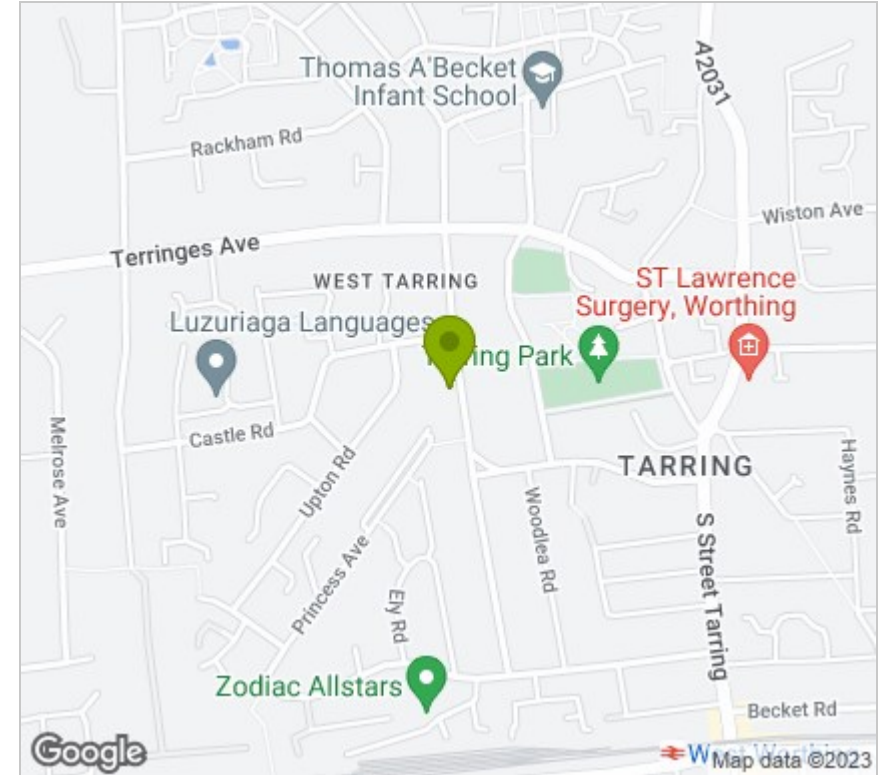 Thomas A'Becket
Infant School
A2031
Rackham Rd
Wiston Ave
Terringes Ave
WEST TARRING
ST Lawrence
Surgery, Worthing
Luzuriaga Languages
Park
Castle Rd
Melrose Ave
Upton Rd
TARRING
Haynes Rd
Woodlea Rd
S Street Tarring
Princess Ave
Ely Rd
Zodiac Allstars
Becket Rd
Google
Map data ©2023